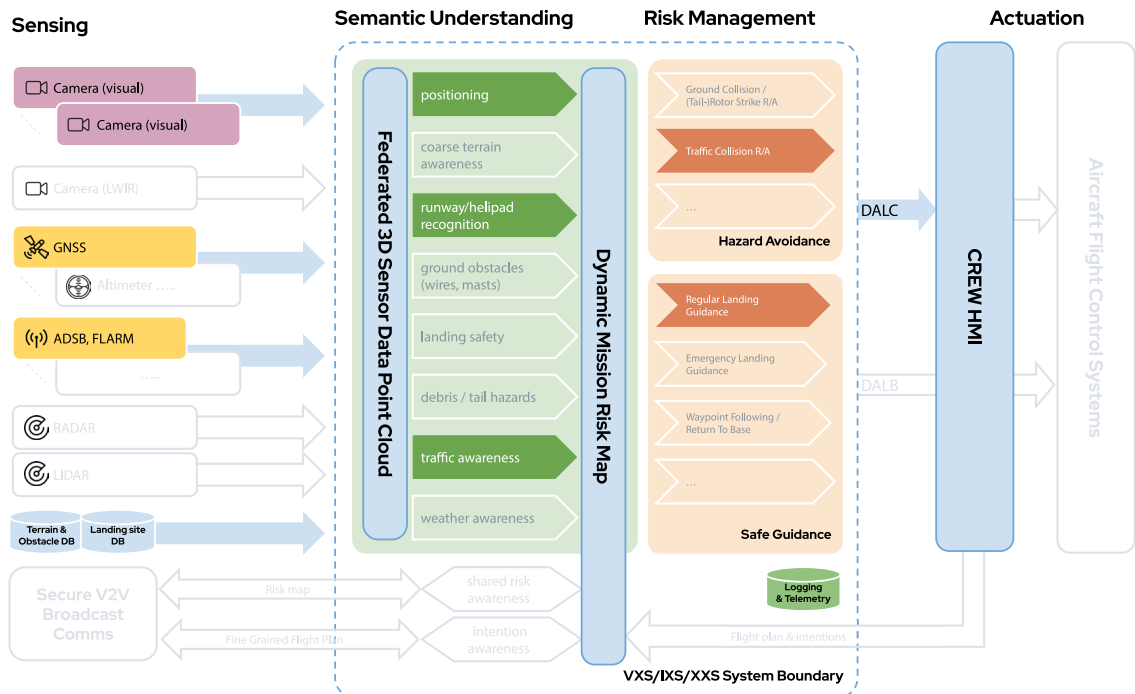 Sensing
Semantic Understanding
Risk Management
Actuation
Camera (visual)
Camera (visual)
Camera (LWIR)
GNSS
Altimeter .....
ADSB, FLARM
.....
RADAR
LIDAR
Terrain &
Obstacle DB
Landing site
DB
Secure V2V
Broadcast
Comms
Risk map
Fine Grained Flight Plan
Federated 3D Sensor Data Point Cloud
positioning
coarse terrain
awareness
runway/helipad
recognition
ground obstacles
(wires, masts)
landing safety
debris / tail hazards
traffic awareness
weather awareness
shared risk
awareness
intention
awareness
Dynamic Mission Risk Map
Ground Collision /
(Tail-)Rotor Strike R/A
Traffic Collision R/A
...
Hazard Avoidance
Regular Landing
Guidance
Emergency Landing
Guidance
Waypoint Following /
Return To Base
...
Safe Guidance
Logging
& Telemetry
Flight plan & intentions
VXS/IXS/XXS System Boundary
DALC
DALB
CREW HMI
Aircraft Flight Control Systems